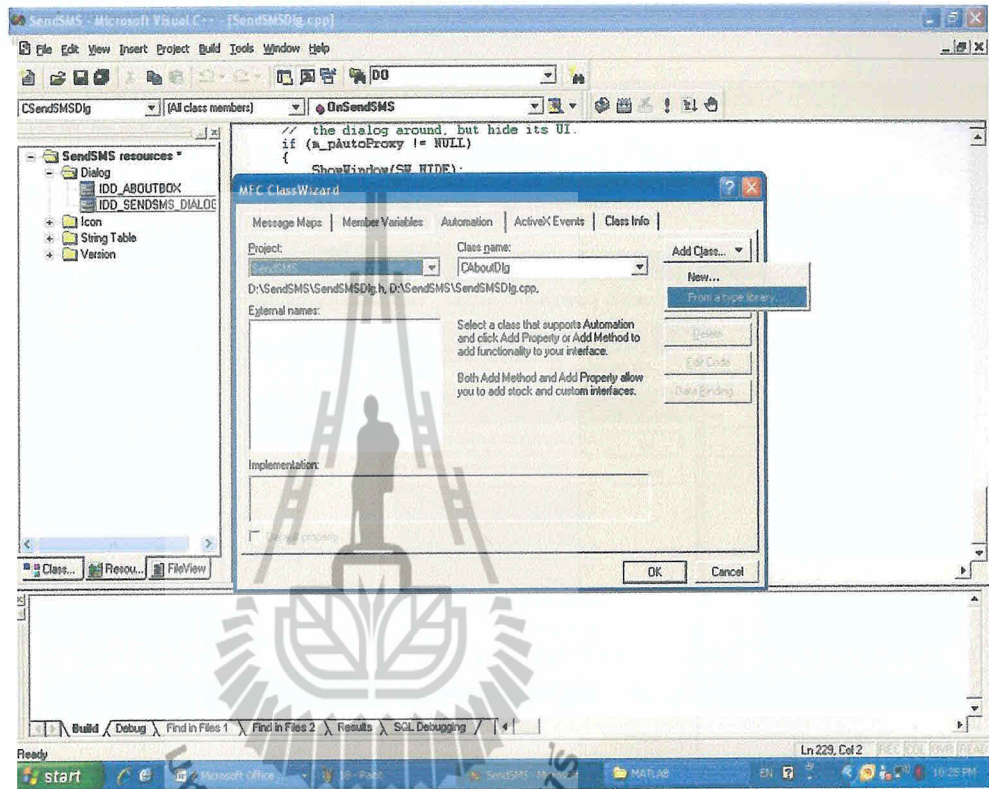 SendSMS - Microsoft Visual C++ - [SendSMSDlg.cpp]
File Edit View Insert Project Build Tools Window Help
DO
CSendSMSDlg (All class members) OnSendSMS
// the dialog around, but hide its UI.
if (m_pAutoProxy != NULL)
{
ShowWindow(SW_HIDE);
SendSMS resources *
Dialog
IDD_ABOUTBOX
IDD_SENDSMS_DIALOG
Icon
String Table
Version
MFC ClassWizard
Message Maps Member Variables Automation ActiveX Events Class Info
Project: Class name: Add Class...
SendSMS CAboutDlg
New...
From a type library...
D:\SendSMS\SendSMSDlg.h, D:\SendSMS\SendSMSDlg.cpp,
External names:
Select a class that supports Automation
and click Add Property or Add Method to
add functionality to your interface.
Both Add Method and Add Property allow
you to add stock and custom interfaces.
Delete
Edit Code
Data Binding
Implementation:
Default property
OK Cancel
Class... Resou... FileView
Build Debug Find in Files 1 Find in Files 2 Results SQL Debugging
Ready Ln 229, Col 2 REC COL OVR READ
start 2 Microsoft Office ... 18 - Paint SendSMS - Microsof... MATLAB EN 10:25 PM